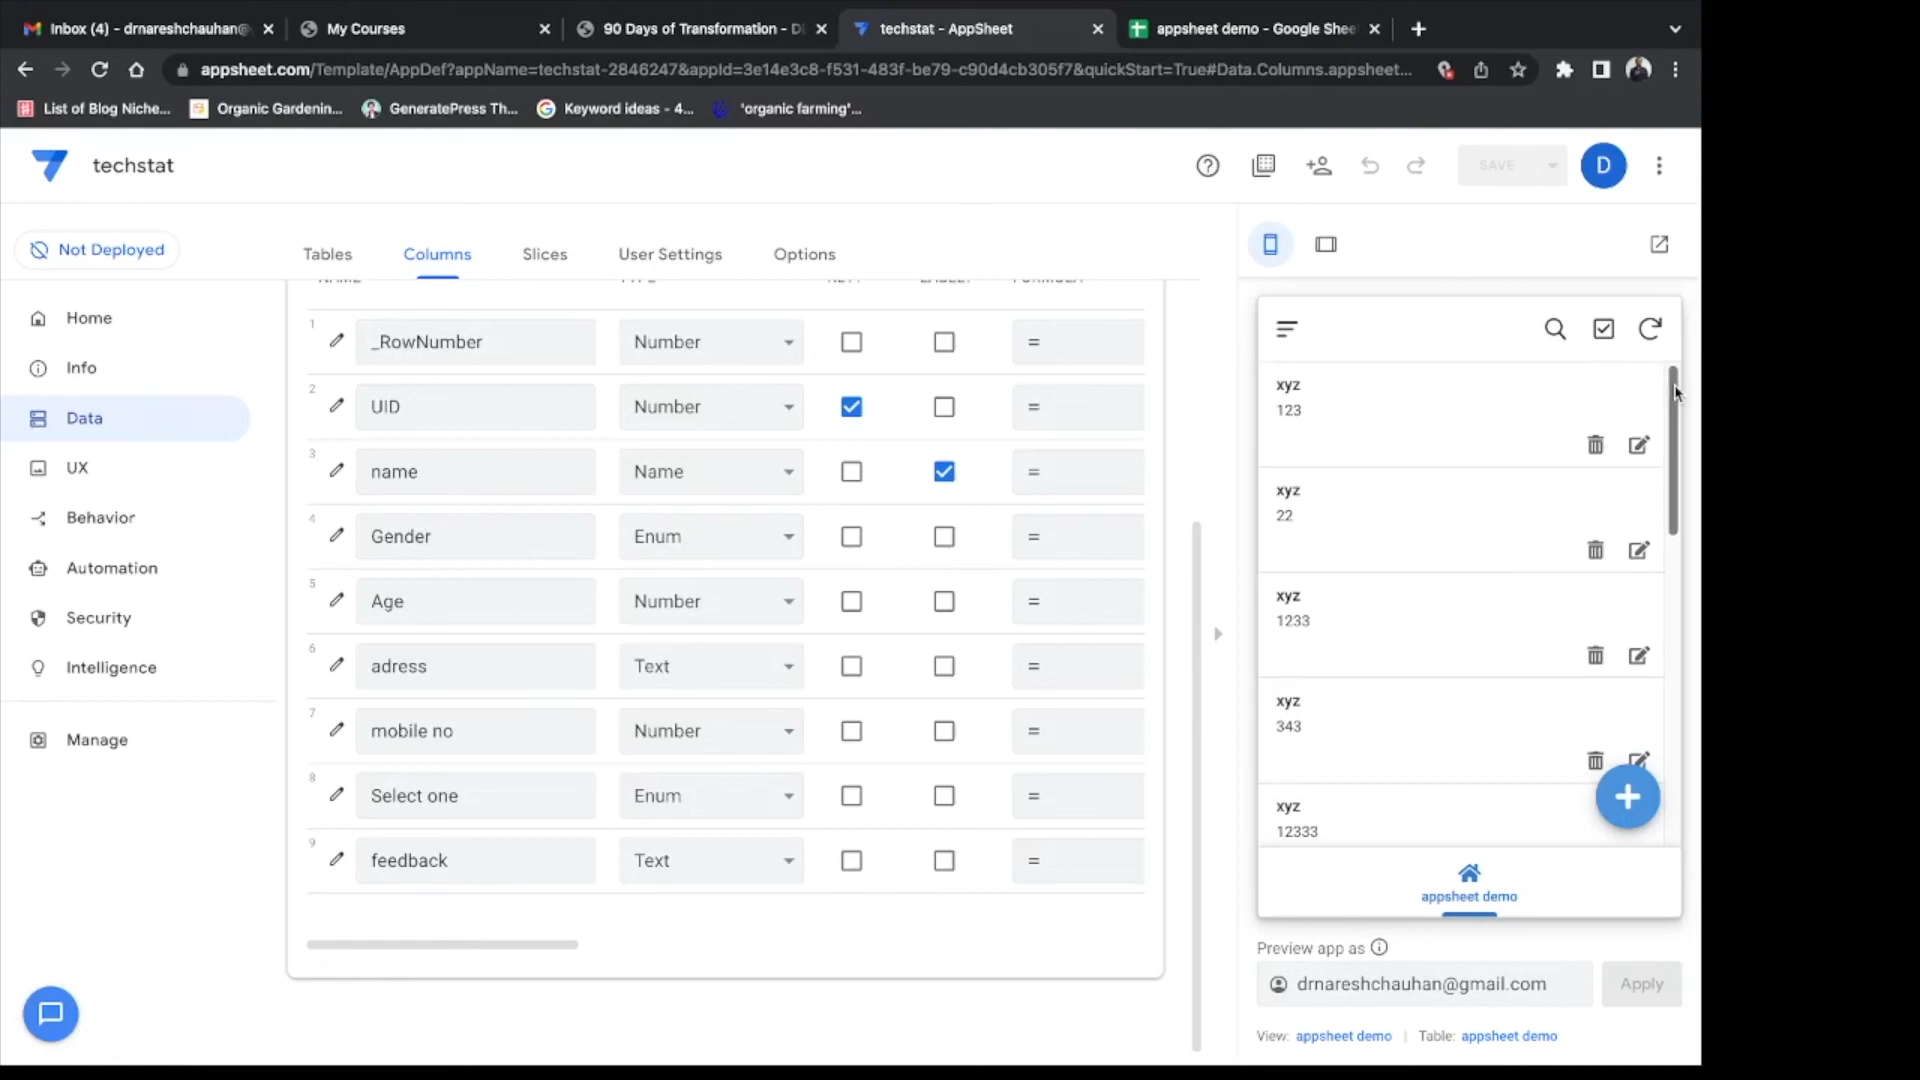 Inbox (4) - drnareshchauhan@
My Courses
90 Days of Transformation - Di
techstat - AppSheet
appsheet demo - Google Shee
appsheet.com/Template/AppDef?appName=techstat-2846247&appId=3e14e3c8-f531-483f-be79-c90d4cb305f7&quickStart=True#Data.Columns.appsheet...
List of Blog Niche...
Organic Gardenin...
GeneratePress Th...
Keyword ideas - 4...
"organic farming"...
techstat
SAVE
D
Not Deployed
Tables
Columns
Slices
User Settings
Options
Home
Info
Data
UX
Behavior
Automation
Security
Intelligence
Manage
1 _RowNumber Number =
2 UID Number =
3 name Name =
4 Gender Enum =
5 Age Number =
6 adress Text =
7 mobile no Number =
8 Select one Enum =
9 feedback Text =
xyz
123
xyz
22
xyz
1233
xyz
343
xyz
12333
appsheet demo
Preview app as
drnareshchauhan@gmail.com
Apply
View: appsheet demo | Table: appsheet demo